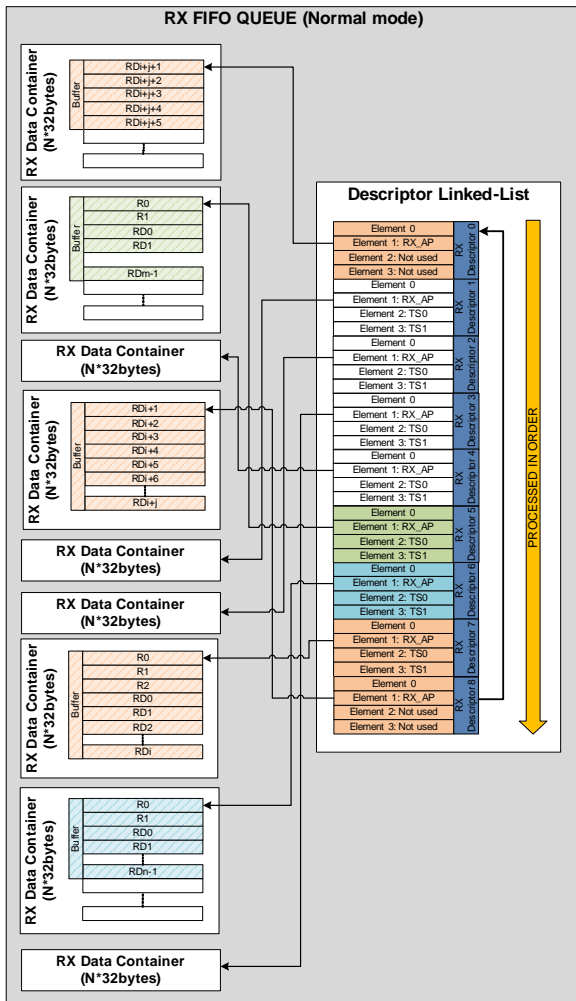 RX FIFO QUEUE (Normal mode)
RX Data Container
(N*32bytes)
Buffer
RDi+j+1
RDi+j+2
RDi+j+3
RDi+j+4
RDi+j+5
RX Data Container
(N*32bytes)
Buffer
R0
R1
RD0
RD1
RDm-1
RX Data Container
(N*32bytes)
RX Data Container
(N*32bytes)
Buffer
RDi+1
RDi+2
RDi+3
RDi+4
RDi+5
RDi+6
RDi+j
RX Data Container
(N*32bytes)
RX Data Container
(N*32bytes)
RX Data Container
(N*32bytes)
Buffer
R0
R1
R2
RD0
RD1
RD2
RDi
RX Data Container
(N*32bytes)
Buffer
R0
R1
RD0
RD1
RDn-1
RX Data Container
(N*32bytes)
Descriptor Linked-List
Element 0
Element 1: RX_AP
Element 2: Not used
Element 3: Not used
RX
Descriptor 0
Element 0
Element 1: RX_AP
Element 2: TS0
Element 3: TS1
RX
Descriptor 1
Element 0
Element 1: RX_AP
Element 2: TS0
Element 3: TS1
RX
Descriptor 2
Element 0
Element 1: RX_AP
Element 2: TS0
Element 3: TS1
RX
Descriptor 3
Element 0
Element 1: RX_AP
Element 2: TS0
Element 3: TS1
RX
Descriptor 4
Element 0
Element 1: RX_AP
Element 2: TS0
Element 3: TS1
RX
Descriptor 5
Element 0
Element 1: RX_AP
Element 2: TS0
Element 3: TS1
RX
Descriptor 6
Element 0
Element 1: RX_AP
Element 2: TS0
Element 3: TS1
RX
Descriptor 7
Element 0
Element 1: RX_AP
Element 2: Not used
Element 3: Not used
RX
Descriptor 8
PROCESSED IN ORDER